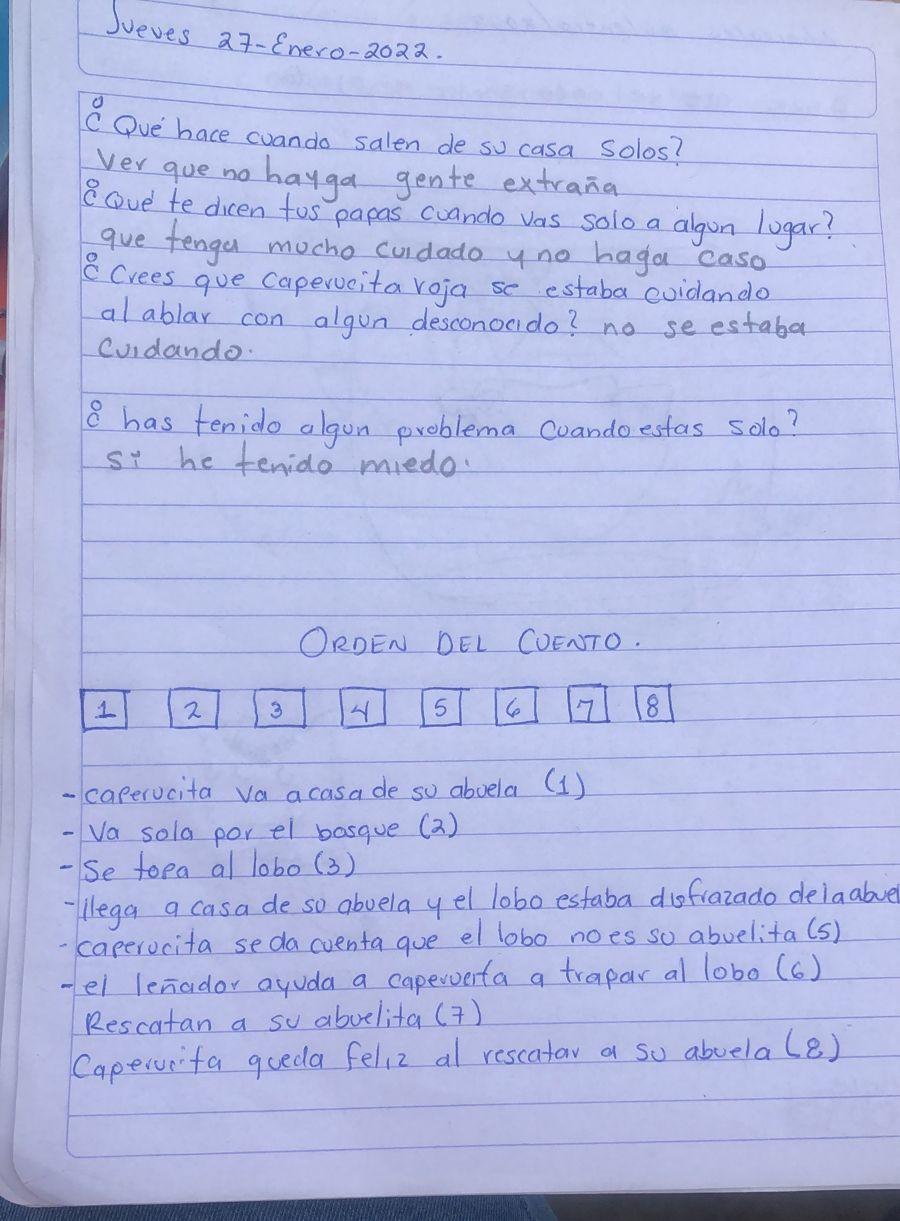 Jueves 27-Enero-2022.
¿Qué hace cuando salen de su casa solos?
Ver que no hayga gente extraña
¿Qué te dicen tus papas cuando vas solo a algun lugar?
que tenga mucho cuidado y no haga caso
¿Crees que caperucita roja se estaba cuidando
al ablar con algun desconocido? no se estaba
cuidando.
¿has tenido algun problema cuando estas solo?
si he tenido miedo.
ORDEN DEL CUENTO.
1 2 3 4 5 6 7 8
- caperucita va a casa de su abuela (1)
- Va sola por el bosque (2)
- Se topa al lobo (3)
- llega a casa de su abuela y el lobo estaba disfrazado de la abuel
- caperucita se da cuenta que el lobo no es su abuelita (5)
- el leñador ayuda a caperucita a trapar al lobo (6)
Rescatan a su abuelita (7)
Caperucita queda feliz al rescatar a su abuela (8)